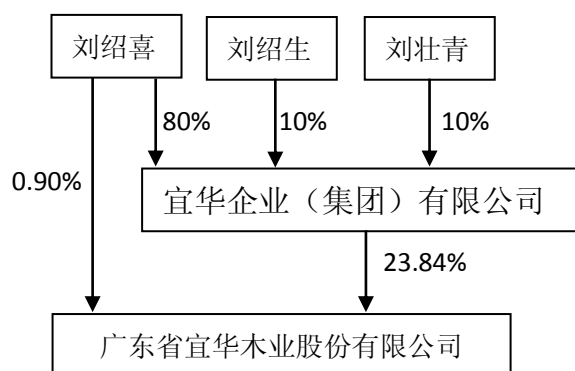 刘绍喜
刘绍生
刘壮青
80%
10%
10%
0.90%
宜华企业（集团）有限公司
23.84%
广东省宜华木业股份有限公司